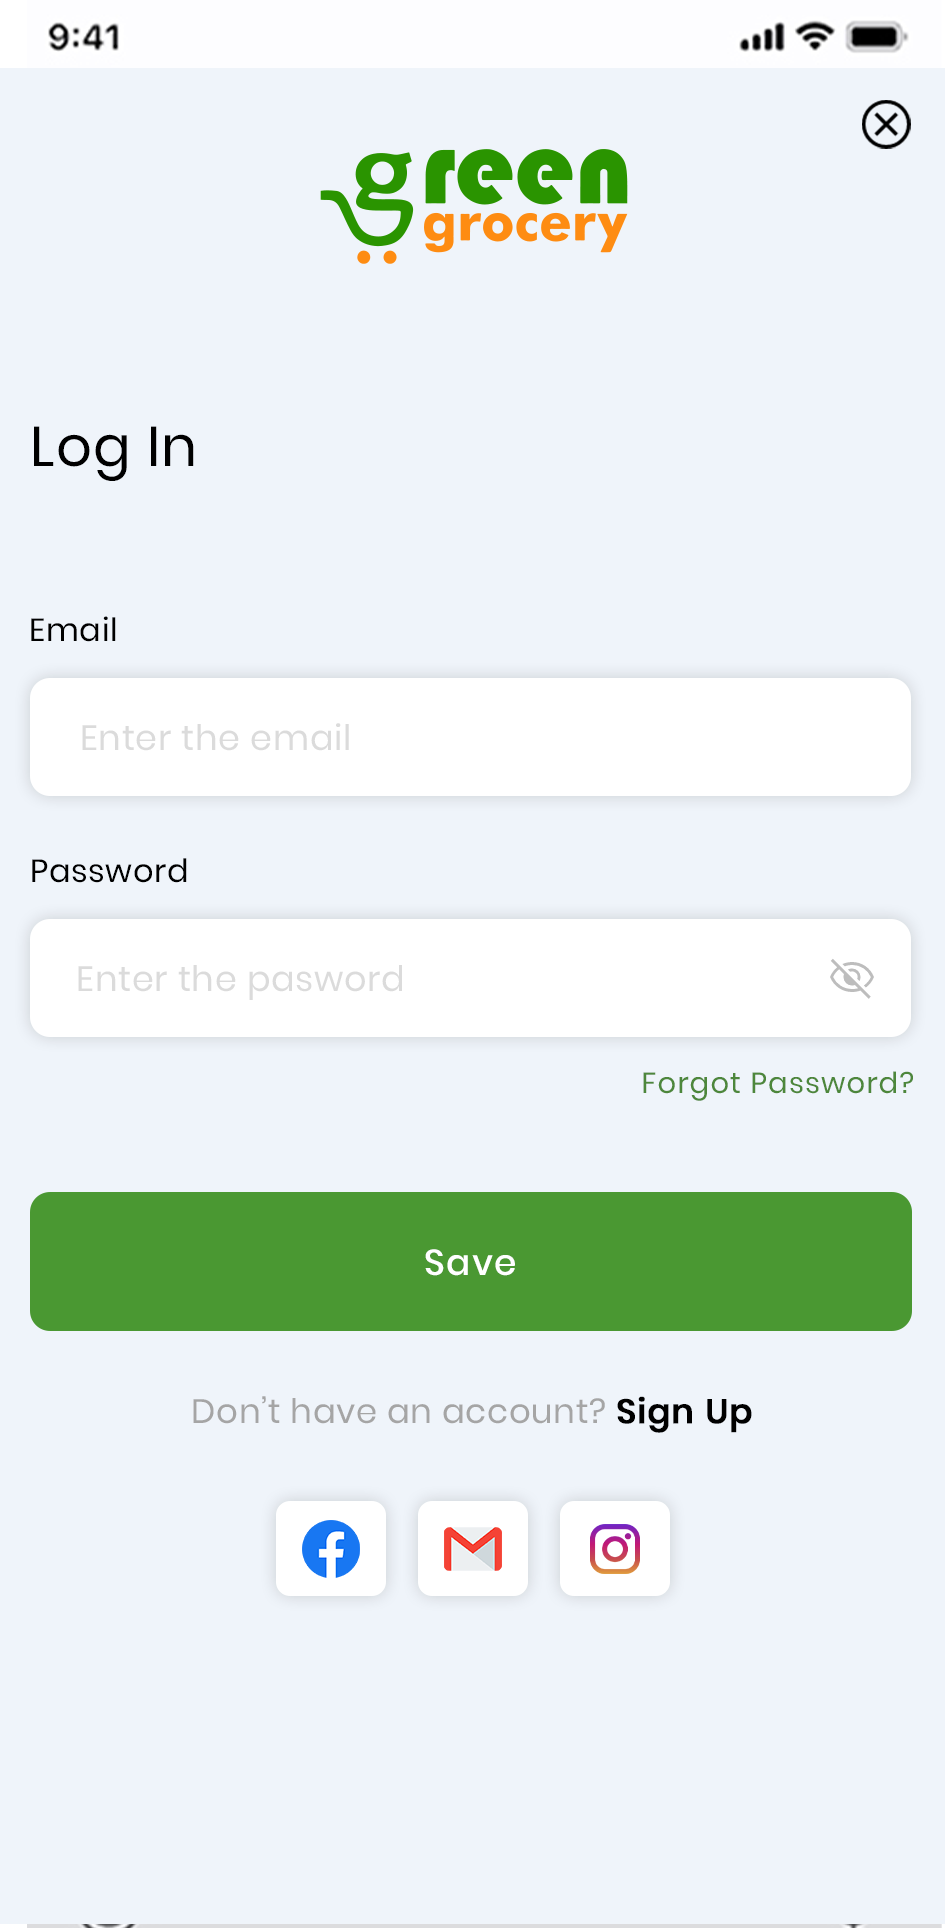 9:41
green
grocery
Log In
Email
Enter the email
Password
Enter the pasword
Forgot Password?
Save
Don't have an account? Sign Up